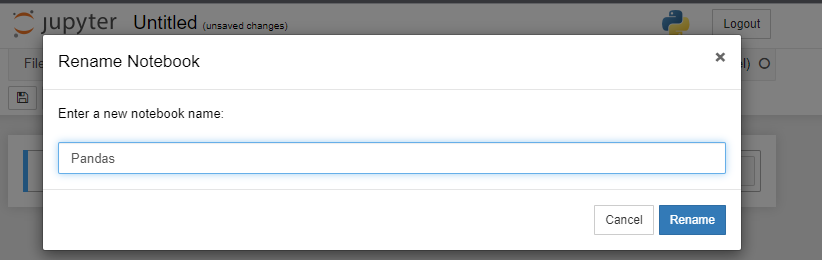 jupyter Untitled (unsaved changes) Logout
Rename Notebook ×
File
Enter a new notebook name:
Pandas
Cancel Rename